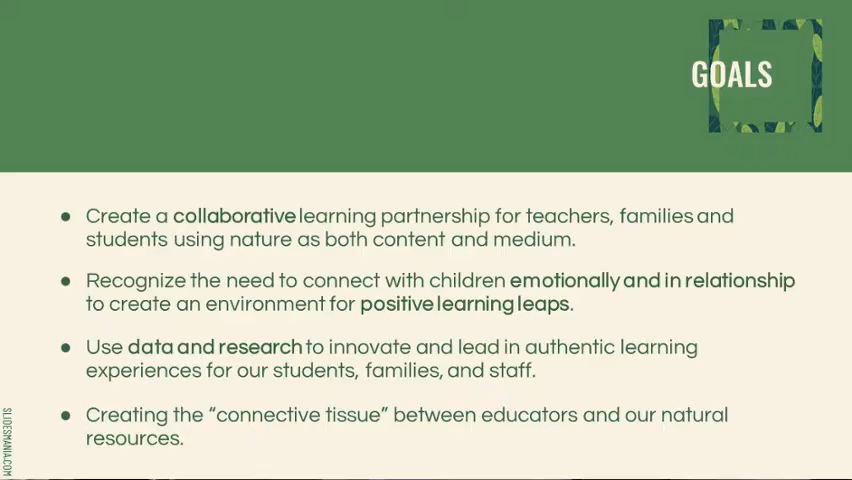 GOALS
● Create a collaborative learning partnership for teachers, families and
students using nature as both content and medium.
● Recognize the need to connect with children emotionally and in relationship
to create an environment for positive learning leaps.
● Use data and research to innovate and lead in authentic learning
experiences for our students, families, and staff.
● Creating the “connective tissue” between educators and our natural
resources.
SLIDESMANIA.COM